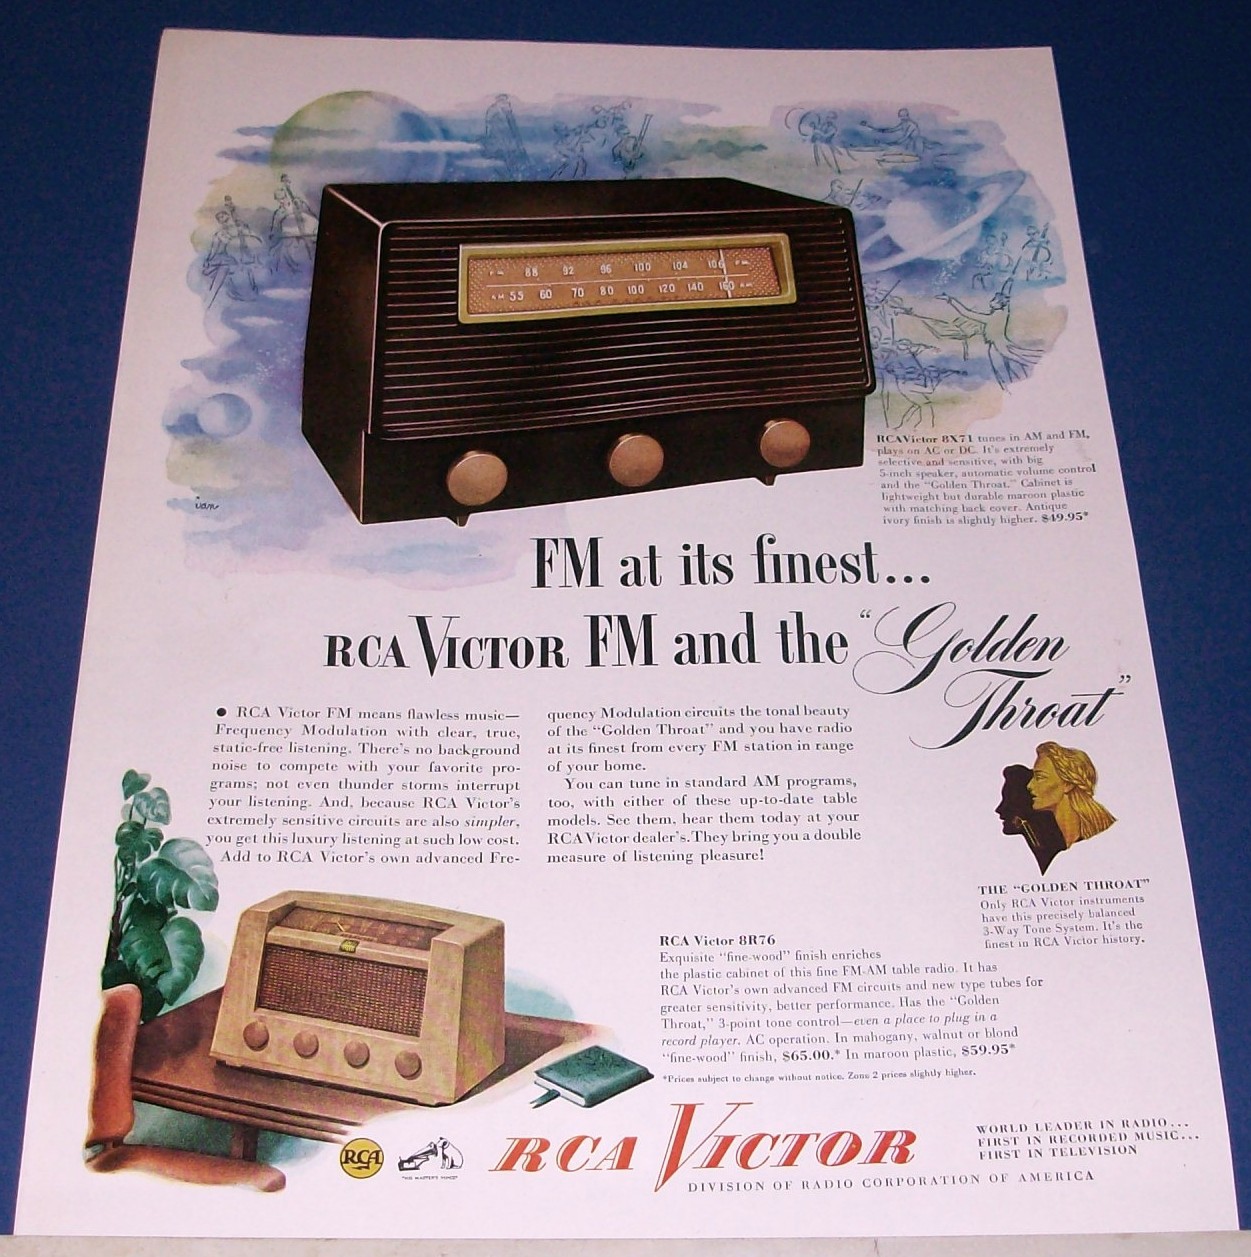 FM 88 92 96 100 104 106 FM
AM 55 60 70 80 100 120 140 160 AM
ivan
RCAVictor 8X71 tunes in AM and FM,
plays on AC or DC. It's extremely
selective and sensitive, with big
5-inch speaker, automatic volume control
and the "Golden Throat." Cabinet is
lightweight but durable maroon plastic
with matching back cover. Antique
ivory finish is slightly higher. $49.95*
FM at its finest...
RCA VICTOR FM and the "Golden
Throat"
• RCA Victor FM means flawless music—
Frequency Modulation with clear, true,
static-free listening. There's no background
noise to compete with your favorite pro-
grams; not even thunder storms interrupt
your listening. And, because RCA Victor's
extremely sensitive circuits are also simpler,
you get this luxury listening at such low cost.
Add to RCA Victor's own advanced Fre-
quency Modulation circuits the tonal beauty
of the "Golden Throat" and you have radio
at its finest from every FM station in range
of your home.
You can tune in standard AM programs,
too, with either of these up-to-date table
models. See them, hear them today at your
RCA Victor dealer's. They bring you a double
measure of listening pleasure!
THE "GOLDEN THROAT"
Only RCA Victor instruments
have this precisely balanced
3-Way Tone System. It's the
finest in RCA Victor history.
RCA Victor 8R76
Exquisite "fine-wood" finish enriches
the plastic cabinet of this fine FM-AM table radio. It has
RCA Victor's own advanced FM circuits and new type tubes for
greater sensitivity, better performance. Has the "Golden
Throat," 3-point tone control—even a place to plug in a
record player. AC operation. In mahogany, walnut or blond
"fine-wood" finish, $65.00.* In maroon plastic, $59.95*
*Prices subject to change without notice. Zone 2 prices slightly higher.
RCA
"HIS MASTER'S VOICE"
RCA VICTOR
WORLD LEADER IN RADIO...
FIRST IN RECORDED MUSIC...
FIRST IN TELEVISION
DIVISION OF RADIO CORPORATION OF AMERICA